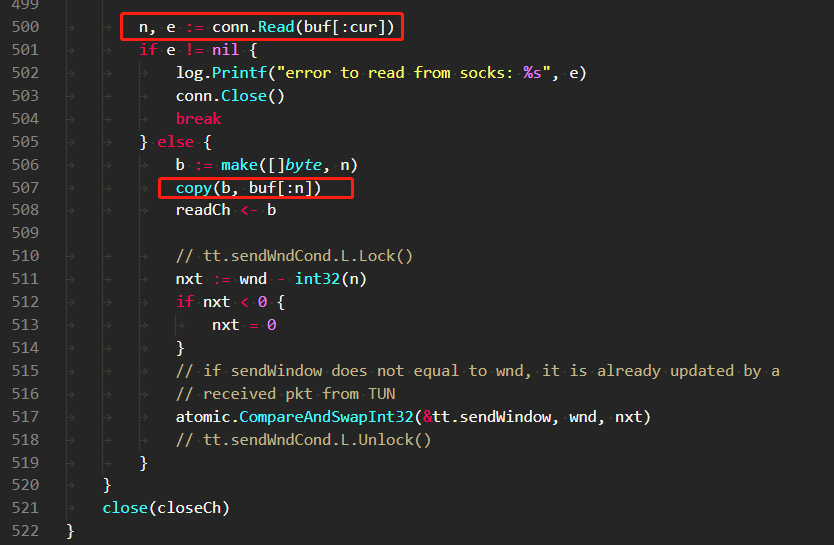 499
500 n, e := conn.Read(buf[:cur])
501 if e != nil {
502 log.Printf("error to read from socks: %s", e)
503 conn.Close()
504 break
505 } else {
506 b := make([]byte, n)
507 copy(b, buf[:n])
508 readCh <- b
509
510 // tt.sendWndCond.L.Lock()
511 nxt := wnd - int32(n)
512 if nxt < 0 {
513 nxt = 0
514 }
515 // if sendWindow does not equal to wnd, it is already updated by a
516 // received pkt from TUN
517 atomic.CompareAndSwapInt32(&tt.sendWindow, wnd, nxt)
518 // tt.sendWndCond.L.Unlock()
519 }
520 }
521 close(closeCh)
522 }